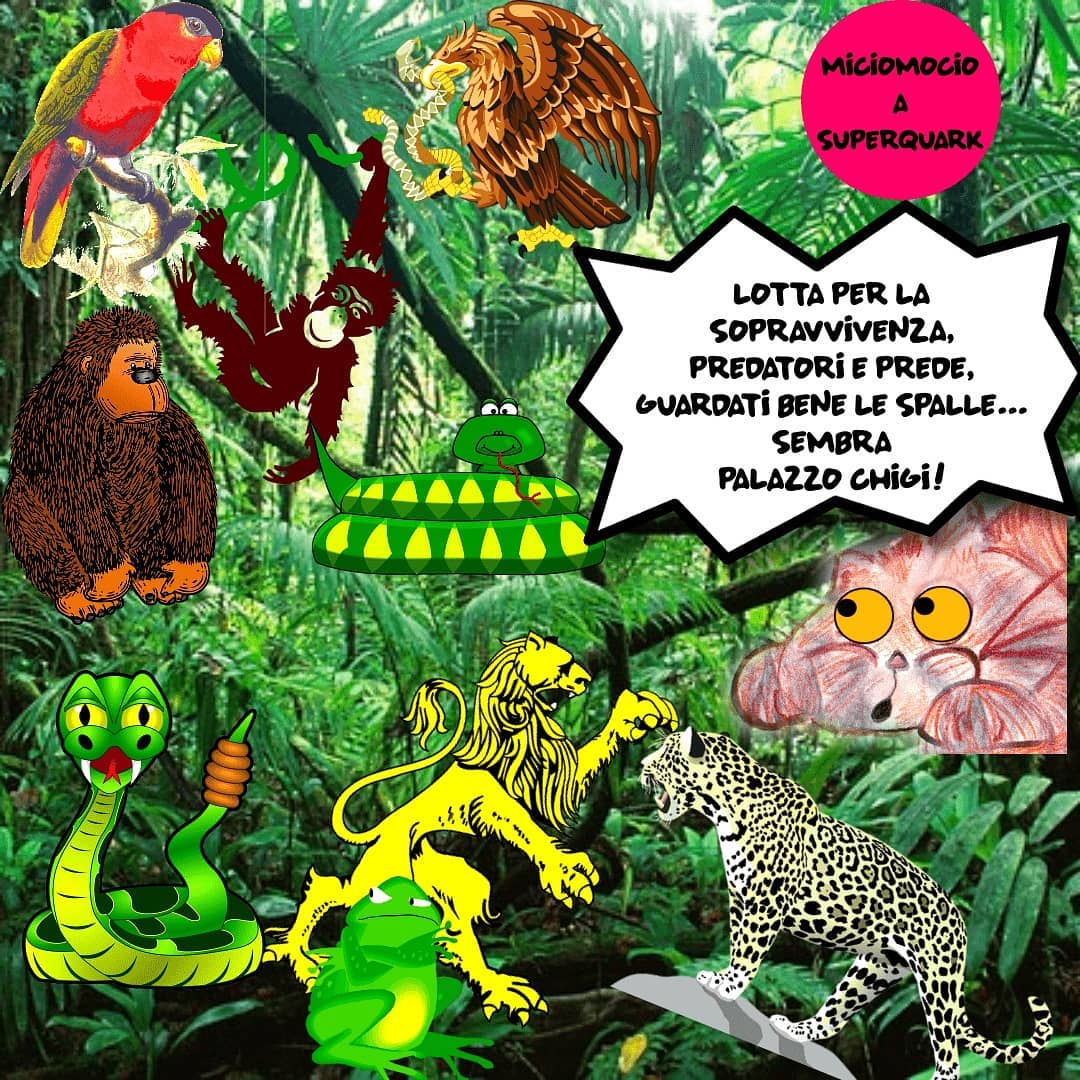 MICIOMOCIO
A
SUPERQUARK
LOTTA PER LA
SOPRAVVIVENZA,
PREDATORI E PREDE,
GUARDATI BENE LE SPALLE...
SEMBRA
PALAZZO CHIGI!